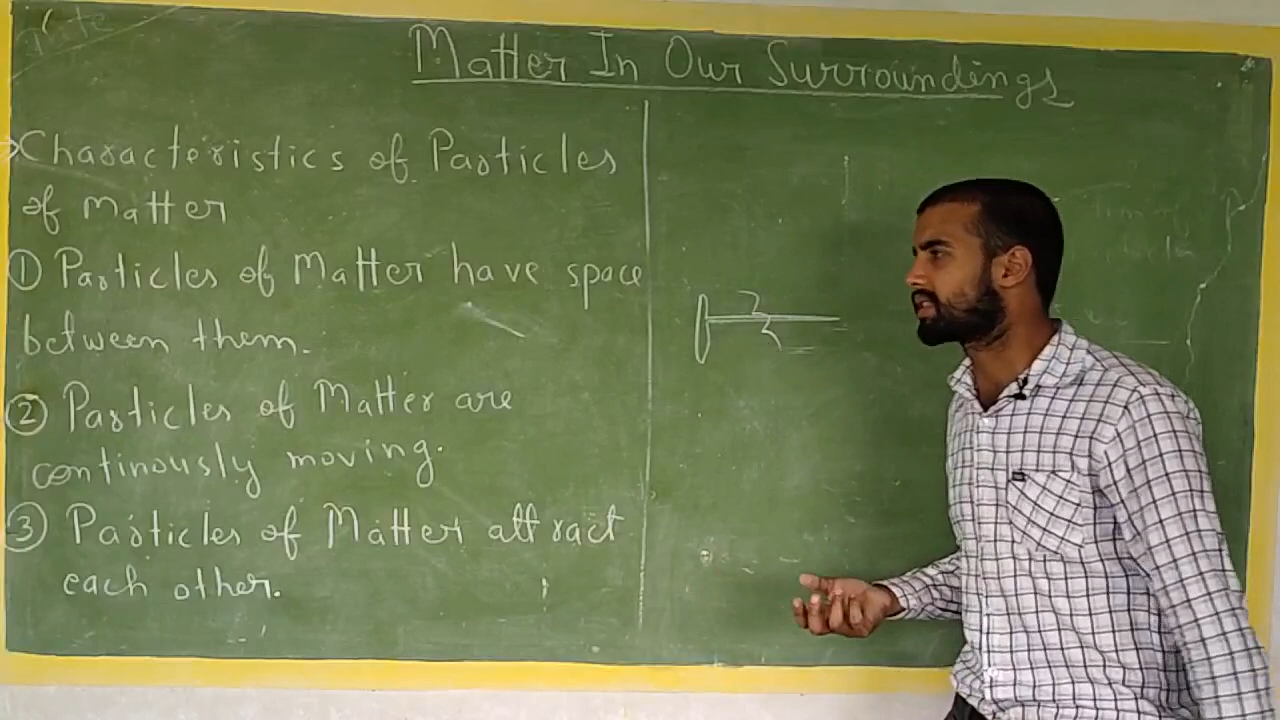 Matter In Our Surroundings
Characteristics of Particles
of Matter
① Particles of Matter have space
between them.
② Particles of Matter are
continously moving.
③ Particles of Matter attract
each other.